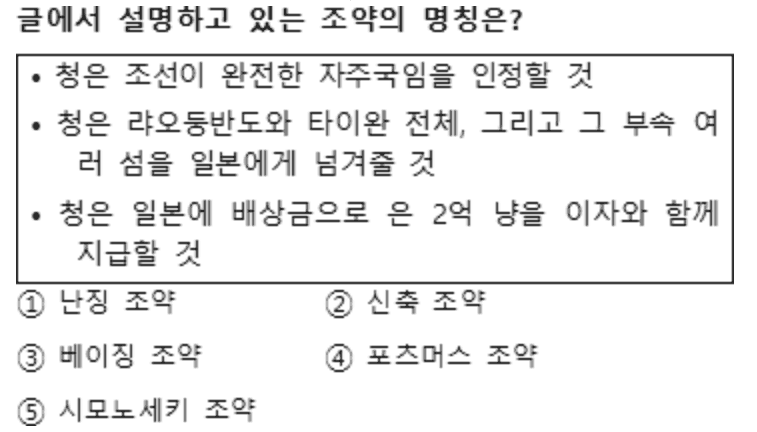 글에서 설명하고 있는 조약의 명칭은?
• 청은 조선이 완전한 자주국임을 인정할 것
• 청은 랴오둥반도와 타이완 전체, 그리고 그 부속 여
러 섬을 일본에게 넘겨줄 것
• 청은 일본에 배상금으로 은 2억 냥을 이자와 함께
지급할 것
① 난징 조약 ② 신축 조약
③ 베이징 조약 ④ 포츠머스 조약
⑤ 시모노세키 조약